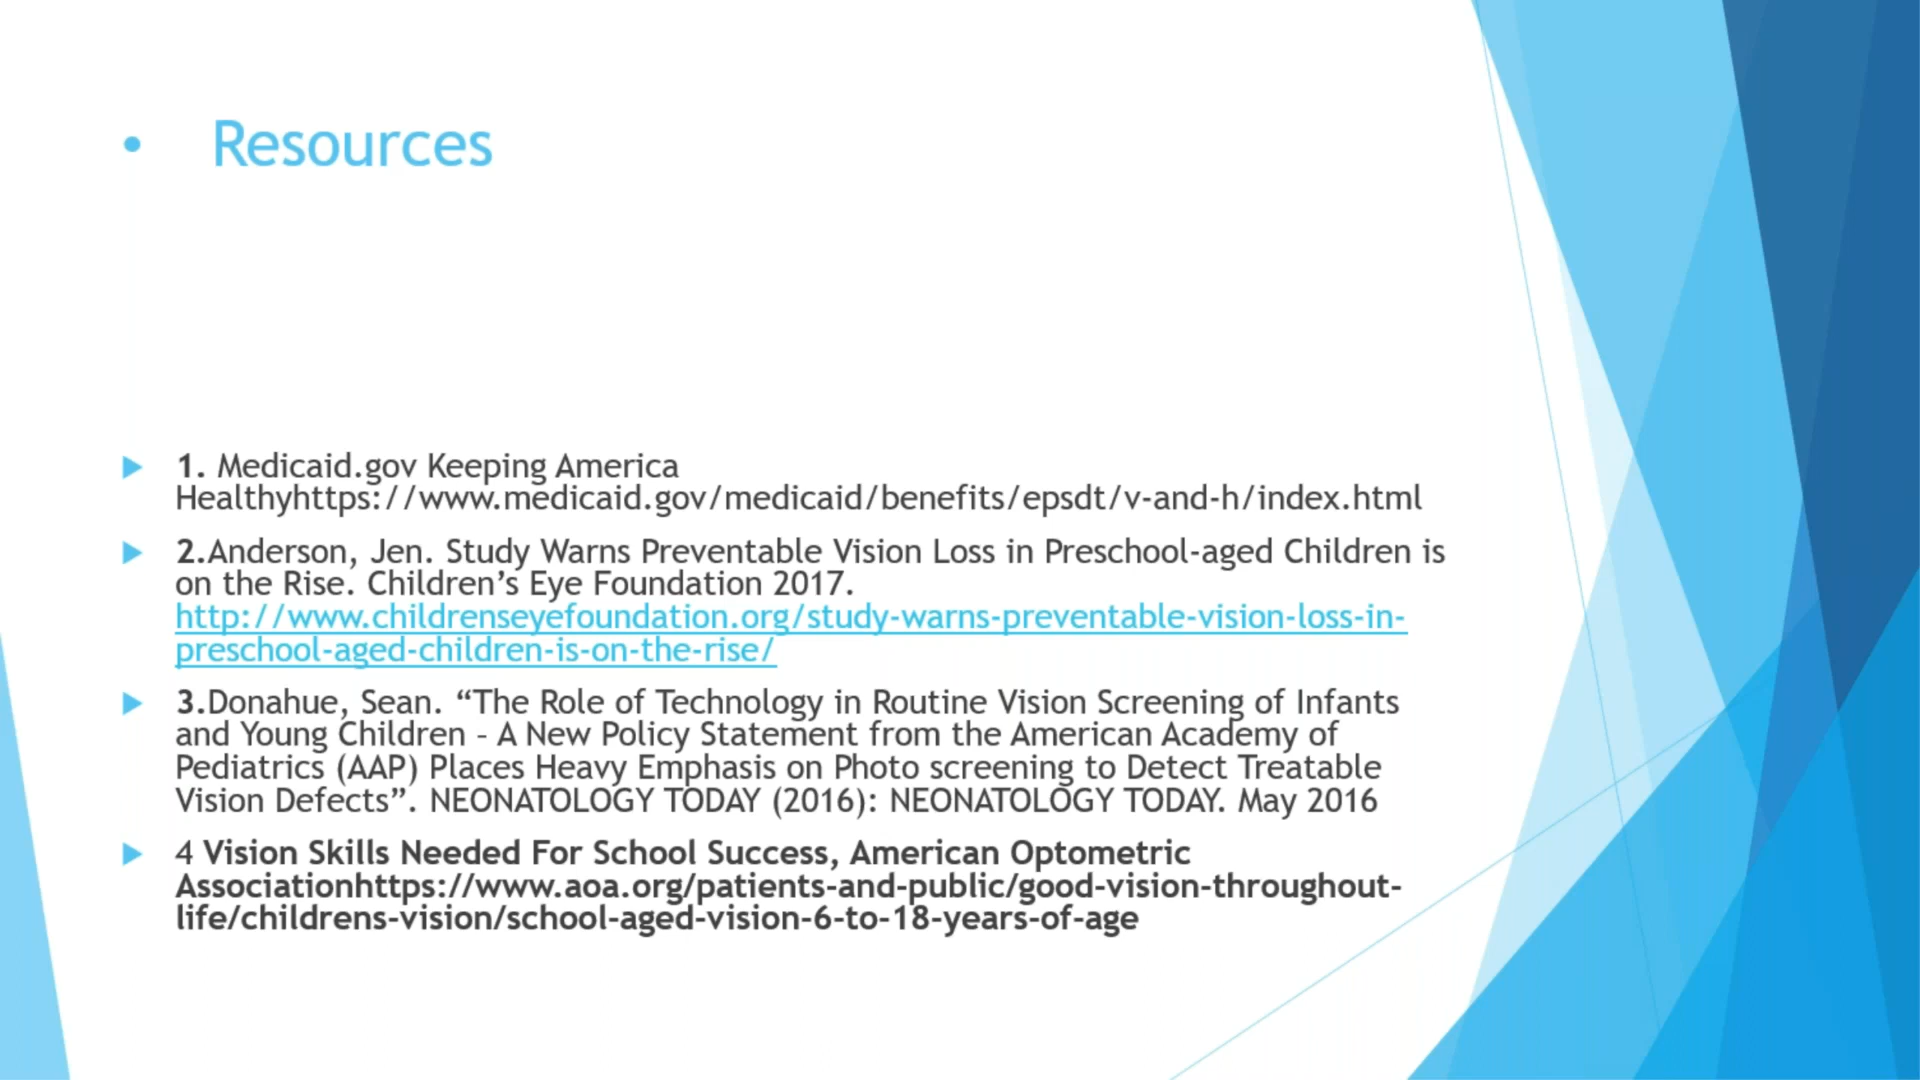 • Resources
1. Medicaid.gov Keeping America
Healthyhttps://www.medicaid.gov/medicaid/benefits/epsdt/v-and-h/index.html
2.Anderson, Jen. Study Warns Preventable Vision Loss in Preschool-aged Children is
on the Rise. Children’s Eye Foundation 2017.
http://www.childrenseyefoundation.org/study-warns-preventable-vision-loss-in-
preschool-aged-children-is-on-the-rise/
3.Donahue, Sean. “The Role of Technology in Routine Vision Screening of Infants
and Young Children – A New Policy Statement from the American Academy of
Pediatrics (AAP) Places Heavy Emphasis on Photo screening to Detect Treatable
Vision Defects”. NEONATOLOGY TODAY (2016): NEONATOLOGY TODAY. May 2016
4 Vision Skills Needed For School Success, American Optometric
Associationhttps://www.aoa.org/patients-and-public/good-vision-throughout-
life/childrens-vision/school-aged-vision-6-to-18-years-of-age